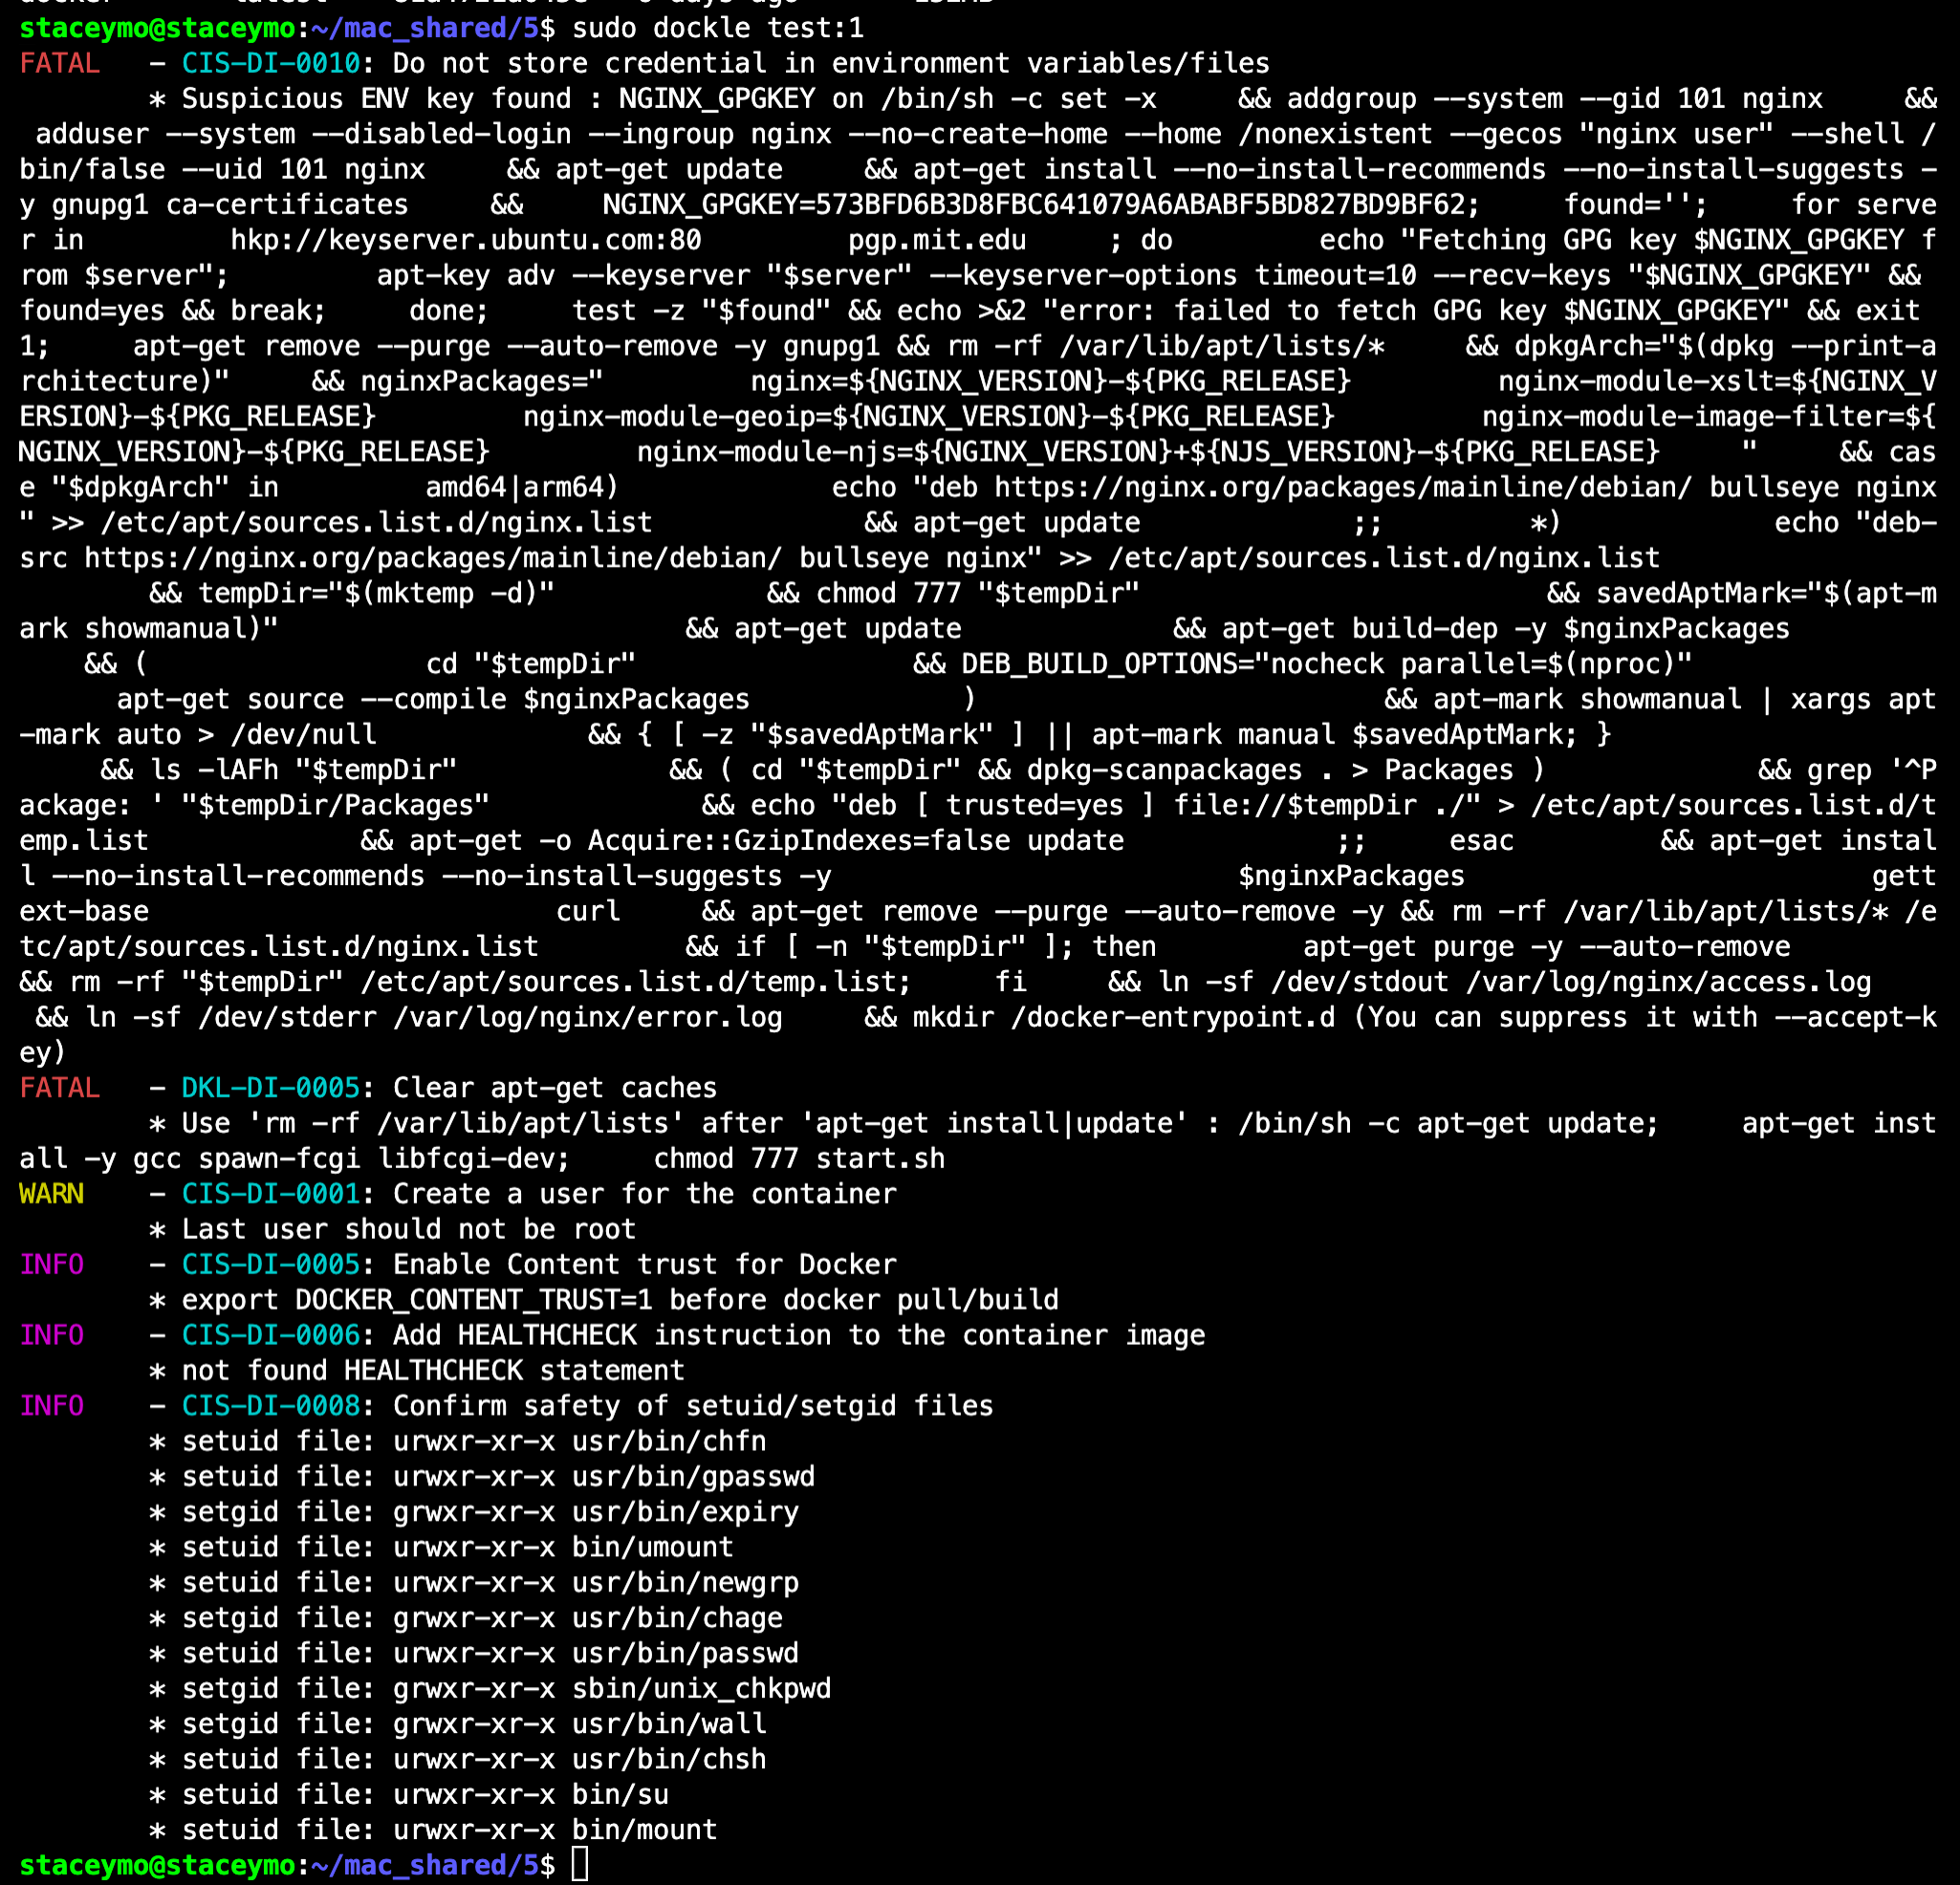 staceymo@staceymo:~/mac_shared/5$ sudo dockle test:1
FATAL   - CIS-DI-0010: Do not store credential in environment variables/files
        * Suspicious ENV key found : NGINX_GPGKEY on /bin/sh -c set -x     && addgroup --system --gid 101 nginx     &&
 adduser --system --disabled-login --ingroup nginx --no-create-home --home /nonexistent --gecos "nginx user" --shell /
bin/false --uid 101 nginx     && apt-get update     && apt-get install --no-install-recommends --no-install-suggests -
y gnupg1 ca-certificates     &&     NGINX_GPGKEY=573BFD6B3D8FBC641079A6ABABF5BD827BD9BF62;     found='';     for serve
r in         hkp://keyserver.ubuntu.com:80         pgp.mit.edu     ; do         echo "Fetching GPG key $NGINX_GPGKEY f
rom $server";         apt-key adv --keyserver "$server" --keyserver-options timeout=10 --recv-keys "$NGINX_GPGKEY" &&
found=yes && break;     done;     test -z "$found" && echo >&2 "error: failed to fetch GPG key $NGINX_GPGKEY" && exit
1;     apt-get remove --purge --auto-remove -y gnupg1 && rm -rf /var/lib/apt/lists/*     && dpkgArch="$(dpkg --print-a
rchitecture)"     && nginxPackages="         nginx=${NGINX_VERSION}-${PKG_RELEASE}         nginx-module-xslt=${NGINX_V
ERSION}-${PKG_RELEASE}         nginx-module-geoip=${NGINX_VERSION}-${PKG_RELEASE}         nginx-module-image-filter=${
NGINX_VERSION}-${PKG_RELEASE}         nginx-module-njs=${NGINX_VERSION}+${NJS_VERSION}-${PKG_RELEASE}     "     && cas
e "$dpkgArch" in         amd64|arm64)             echo "deb https://nginx.org/packages/mainline/debian/ bullseye nginx
" >> /etc/apt/sources.list.d/nginx.list             && apt-get update             ;;         *)             echo "deb-
src https://nginx.org/packages/mainline/debian/ bullseye nginx" >> /etc/apt/sources.list.d/nginx.list
        && tempDir="$(mktemp -d)"             && chmod 777 "$tempDir"                         && savedAptMark="$(apt-m
ark showmanual)"                         && apt-get update             && apt-get build-dep -y $nginxPackages
    && (                 cd "$tempDir"                 && DEB_BUILD_OPTIONS="nocheck parallel=$(nproc)"
      apt-get source --compile $nginxPackages             )                         && apt-mark showmanual | xargs apt
-mark auto > /dev/null             && { [ -z "$savedAptMark" ] || apt-mark manual $savedAptMark; }
     && ls -lAFh "$tempDir"             && ( cd "$tempDir" && dpkg-scanpackages . > Packages )             && grep '^P
ackage: ' "$tempDir/Packages"             && echo "deb [ trusted=yes ] file://$tempDir ./" > /etc/apt/sources.list.d/t
emp.list             && apt-get -o Acquire::GzipIndexes=false update             ;;     esac         && apt-get instal
l --no-install-recommends --no-install-suggests -y                         $nginxPackages                         gett
ext-base                         curl     && apt-get remove --purge --auto-remove -y && rm -rf /var/lib/apt/lists/* /e
tc/apt/sources.list.d/nginx.list         && if [ -n "$tempDir" ]; then         apt-get purge -y --auto-remove
&& rm -rf "$tempDir" /etc/apt/sources.list.d/temp.list;     fi     && ln -sf /dev/stdout /var/log/nginx/access.log
 && ln -sf /dev/stderr /var/log/nginx/error.log     && mkdir /docker-entrypoint.d (You can suppress it with --accept-k
ey)
FATAL   - DKL-DI-0005: Clear apt-get caches
        * Use 'rm -rf /var/lib/apt/lists' after 'apt-get install|update' : /bin/sh -c apt-get update;     apt-get inst
all -y gcc spawn-fcgi libfcgi-dev;     chmod 777 start.sh
WARN    - CIS-DI-0001: Create a user for the container
        * Last user should not be root
INFO    - CIS-DI-0005: Enable Content trust for Docker
        * export DOCKER_CONTENT_TRUST=1 before docker pull/build
INFO    - CIS-DI-0006: Add HEALTHCHECK instruction to the container image
        * not found HEALTHCHECK statement
INFO    - CIS-DI-0008: Confirm safety of setuid/setgid files
        * setuid file: urwxr-xr-x usr/bin/chfn
        * setuid file: urwxr-xr-x usr/bin/gpasswd
        * setgid file: grwxr-xr-x usr/bin/expiry
        * setuid file: urwxr-xr-x bin/umount
        * setuid file: urwxr-xr-x usr/bin/newgrp
        * setgid file: grwxr-xr-x usr/bin/chage
        * setuid file: urwxr-xr-x usr/bin/passwd
        * setgid file: grwxr-xr-x sbin/unix_chkpwd
        * setgid file: grwxr-xr-x usr/bin/wall
        * setuid file: urwxr-xr-x usr/bin/chsh
        * setuid file: urwxr-xr-x bin/su
        * setuid file: urwxr-xr-x bin/mount
staceymo@staceymo:~/mac_shared/5$